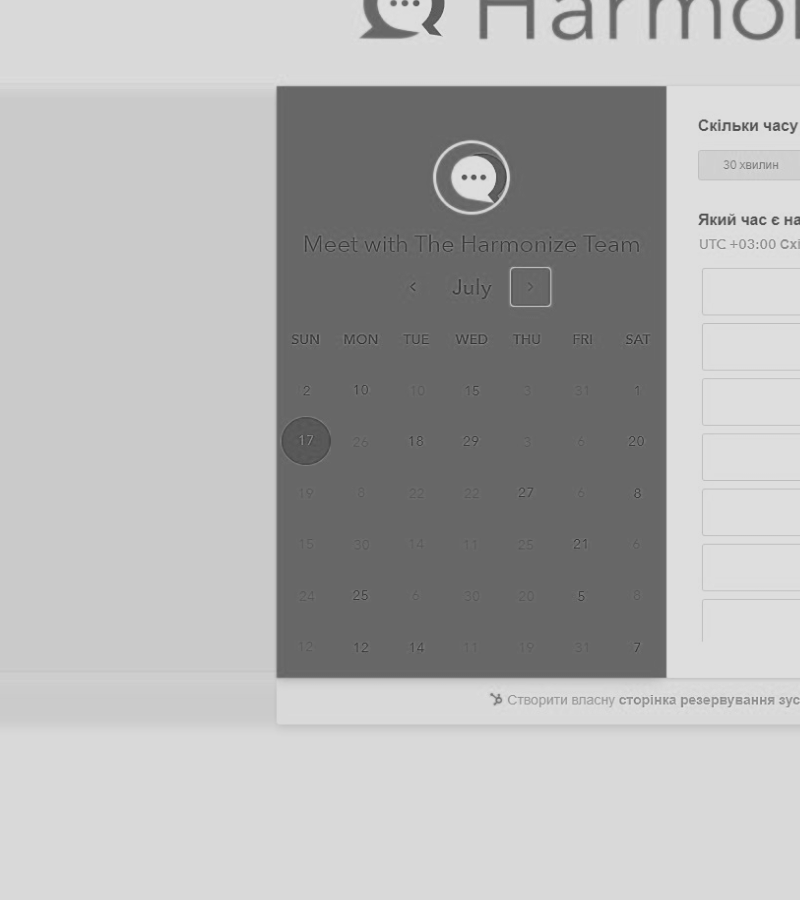 Harmo
Скільки часу
30 хвилин
Meet with The Harmonize Team
Який час є на
UTC +03:00 Схі
July
SUN MON TUE WED THU FRI SAT
2 10 10 15 3 31 1
17 26 18 29 3 6 20
19 8 22 22 27 6 8
15 30 14 11 25 21 6
24 25 6 30 20 5 8
12 12 14 11 19 31 7
Створити власну сторінка резервування зус